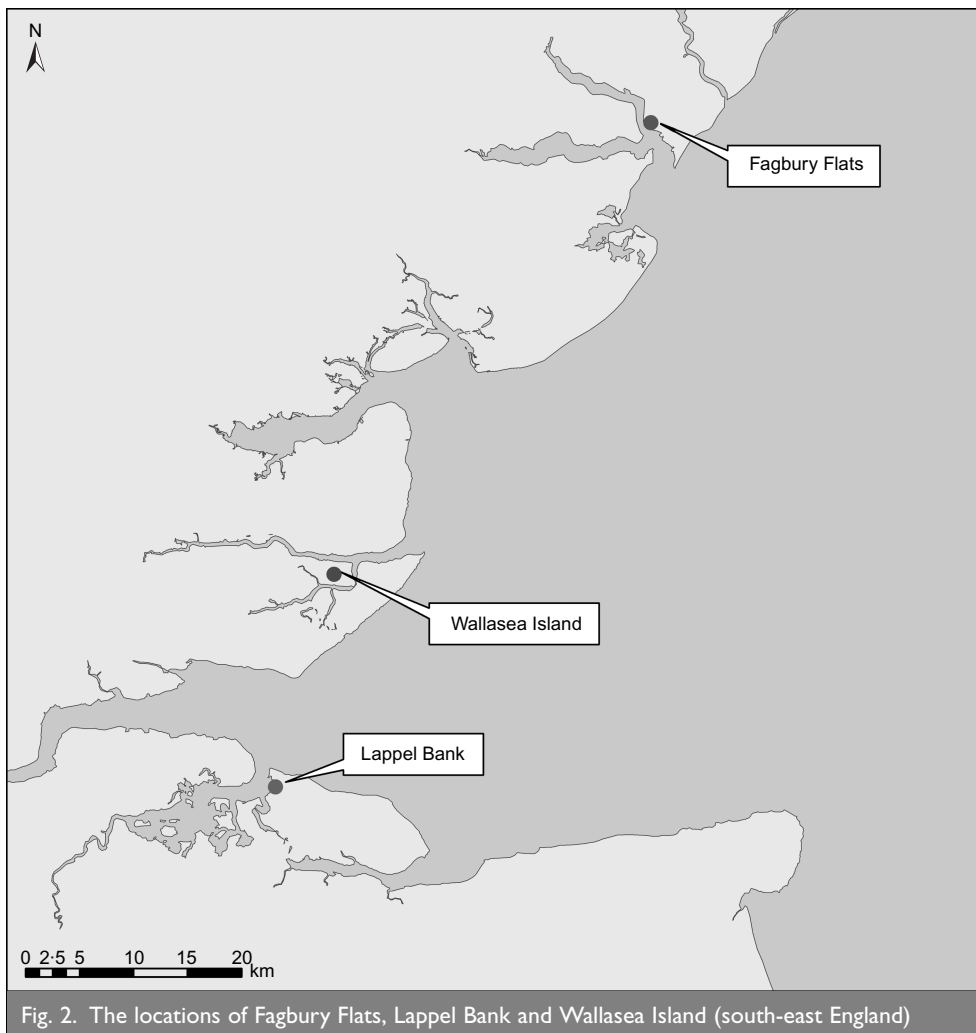 N
Fagbury Flats
Wallasea Island
Lappel Bank
0 2·5 5 10 15 20
km
Fig. 2. The locations of Fagbury Flats, Lappel Bank and Wallasea Island (south-east England)